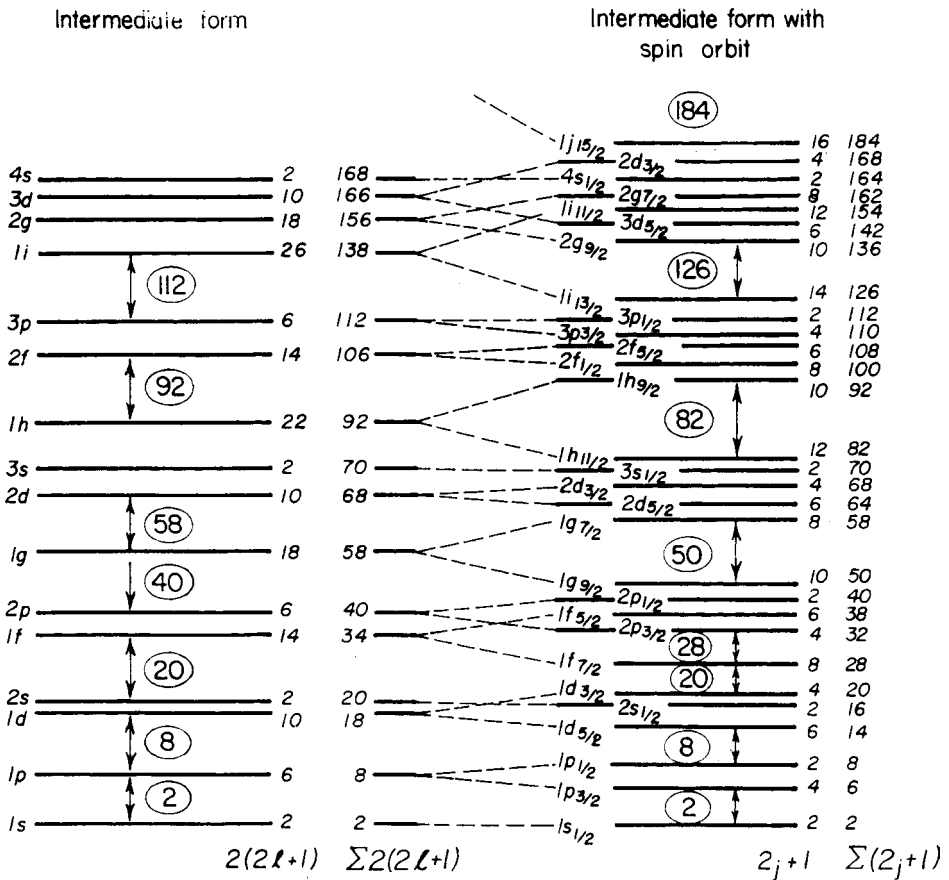 Intermediate form
4s 2 168
3d 10 166
2g 18 156
1i 26 138
112
3p 6 112
2f 14 106
92
1h 22 92
3s 2 70
2d 10 68
58
1g 18 58
40
2p 6 40
1f 14 34
20
2s 2 20
1d 10 18
8
1p 6 8
2
1s 2 2
2(2l+1) Σ2(2l+1)
Intermediate form with
spin orbit
184
1j15/2 16 184
2d3/2 4 168
4s1/2 2 164
2g7/2 8 162
1i11/2 12 154
3d5/2 6 142
2g9/2 10 136
126
1i13/2 14 126
3p1/2 2 112
3p3/2 4 110
2f5/2 6 108
2f1/2 8 100
1h9/2 10 92
82
1h11/2 12 82
3s1/2 2 70
2d3/2 4 68
2d5/2 6 64
1g7/2 8 58
50
1g9/2 10 50
2p1/2 2 40
1f5/2 6 38
2p3/2 4 32
28
1f7/2 8 28
20
1d3/2 4 20
2s1/2 2 16
1d5/2 6 14
8
1p1/2 2 8
1p3/2 4 6
2
1s1/2 2 2
2j+1 Σ(2j+1)